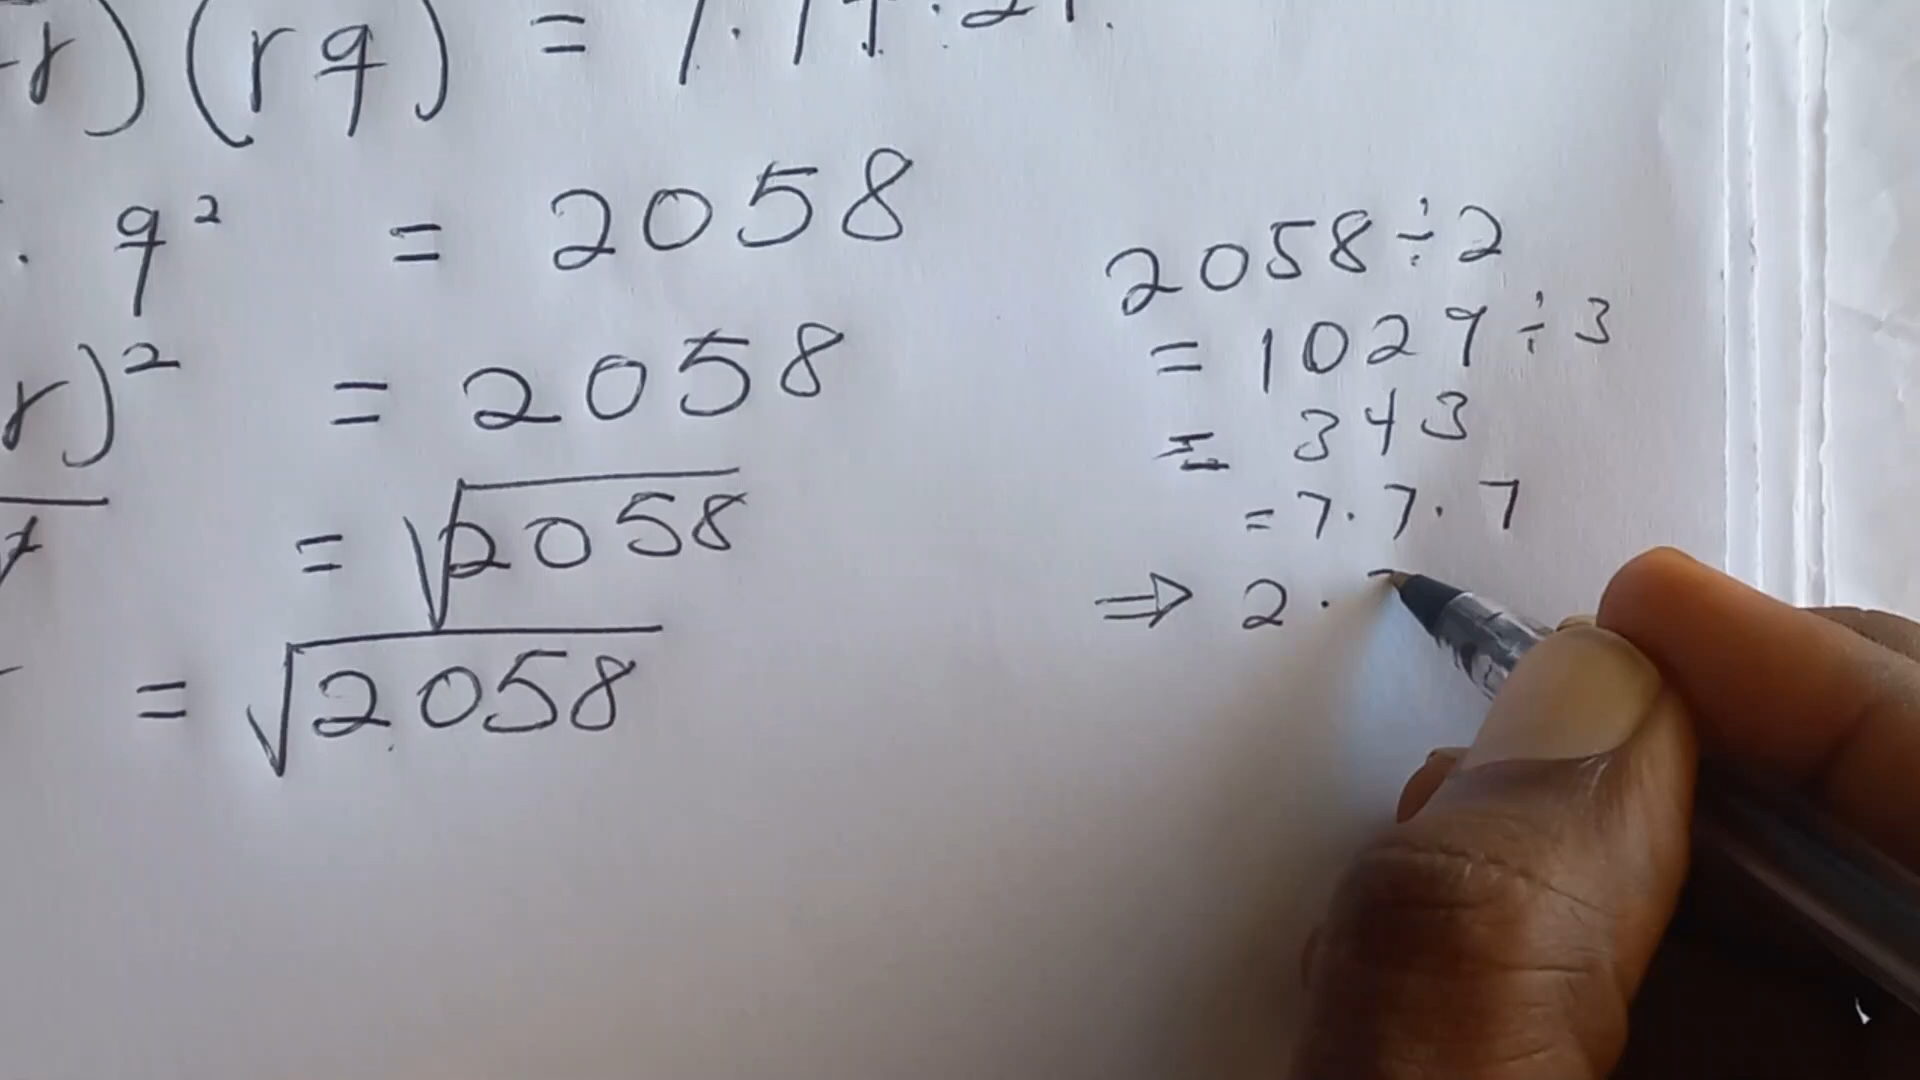 r)(rq) = 7.14.21.
. q² = 2058
r)² = 2058
= √2058
= √2058
2058÷2
= 1029÷3
= 343
= 7.7.7
⇒ 2.